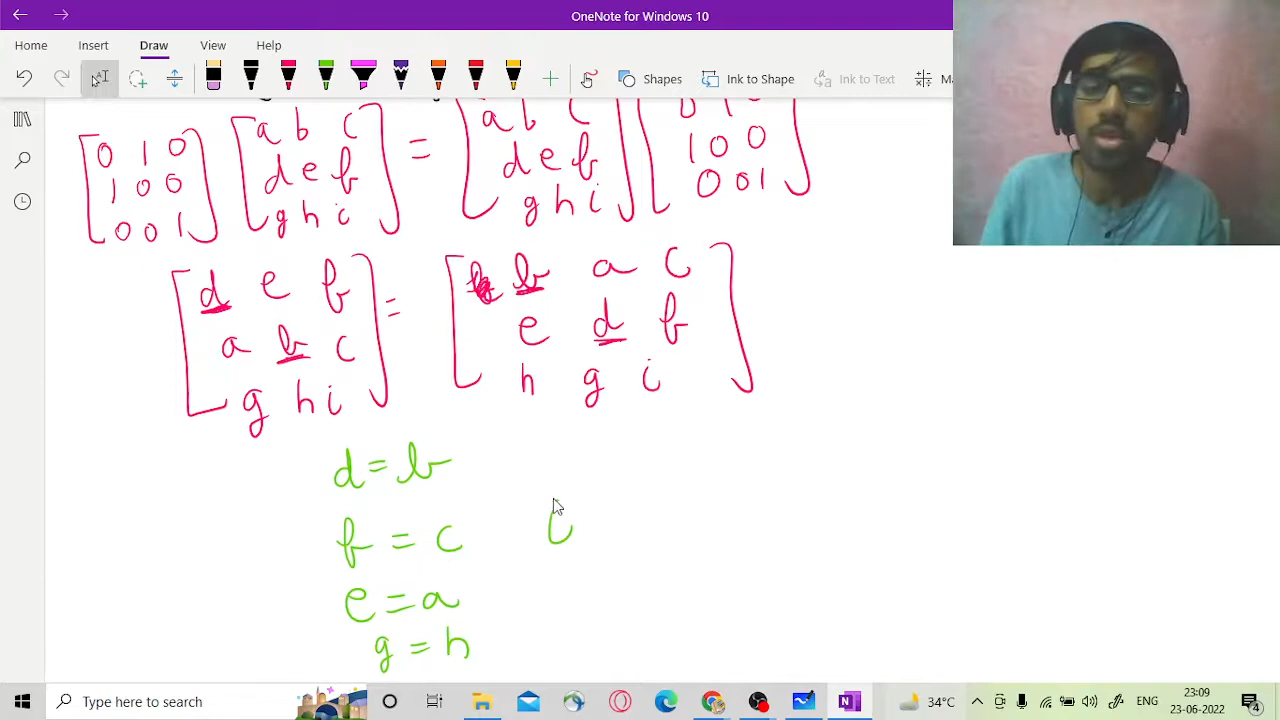 OneNote for Windows 10
Home Insert Draw View Help
Shapes Ink to Shape Ink to Text Ma
0 1 0 a b c = a b c 0 1 0
1 0 0 d e f d e f 1 0 0
0 0 1 g h i g h i 0 0 1
d e f = b a c
a b c e d f
g h i h g i
d = b
f = c i
e = a
g = h
Type here to search
34°C ENG 23:09
23-06-2022 4